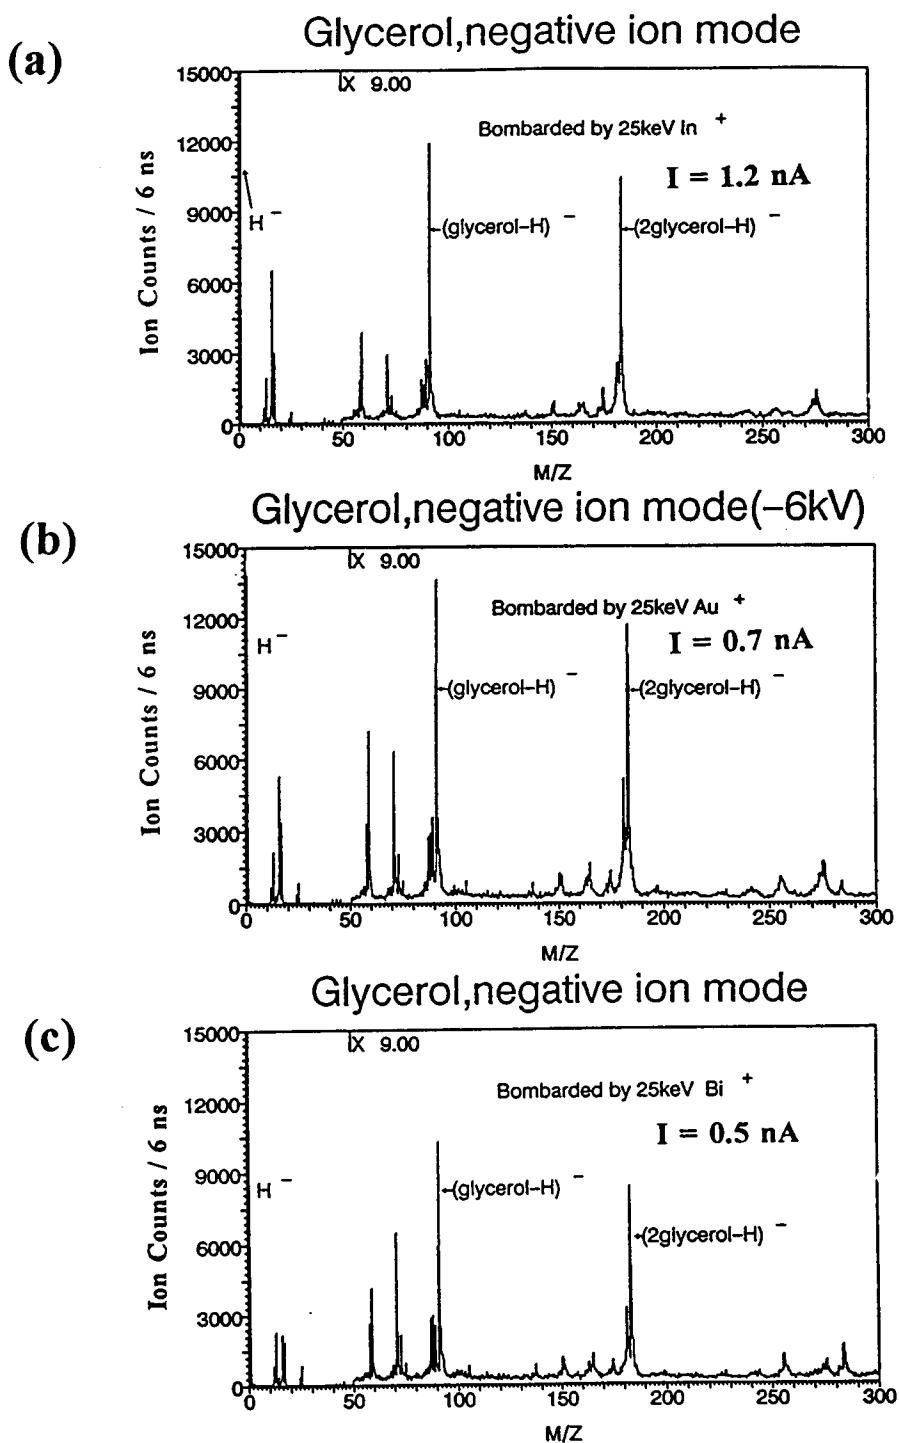 (a)
Glycerol,negative ion mode
15000
X 9.00
Bombarded by 25keV In +
12000
I = 1.2 nA
9000
H −
(glycerol–H) −
(2glycerol–H) −
6000
3000
0
Ion Counts / 6 ns
0 50 100 150 200 250 300
M/Z
(b)
Glycerol,negative ion mode(–6kV)
15000
X 9.00
Bombarded by 25keV Au +
12000
I = 0.7 nA
H −
9000
(glycerol–H) −
(2glycerol–H) −
6000
3000
0
Ion Counts / 6 ns
0 50 100 150 200 250 300
M/Z
(c)
Glycerol,negative ion mode
15000
X 9.00
Bombarded by 25keV Bi +
12000
I = 0.5 nA
9000
H −
(glycerol–H) −
(2glycerol–H) −
6000
3000
0
Ion Counts / 6 ns
0 50 100 150 200 250 300
M/Z